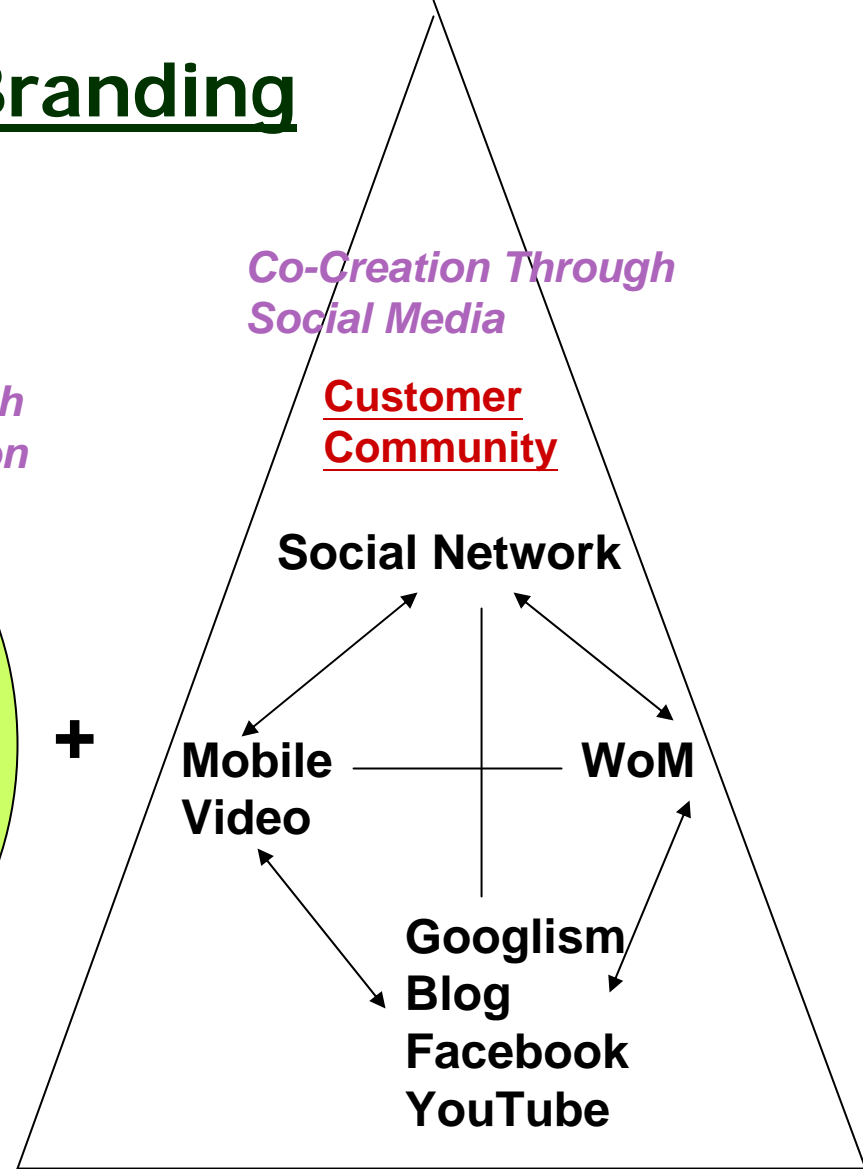 Branding
Co-Creation Through
Social Media
Customer
Community
Social Network
+
Mobile
Video
WoM
Googlism
Blog
Facebook
YouTube